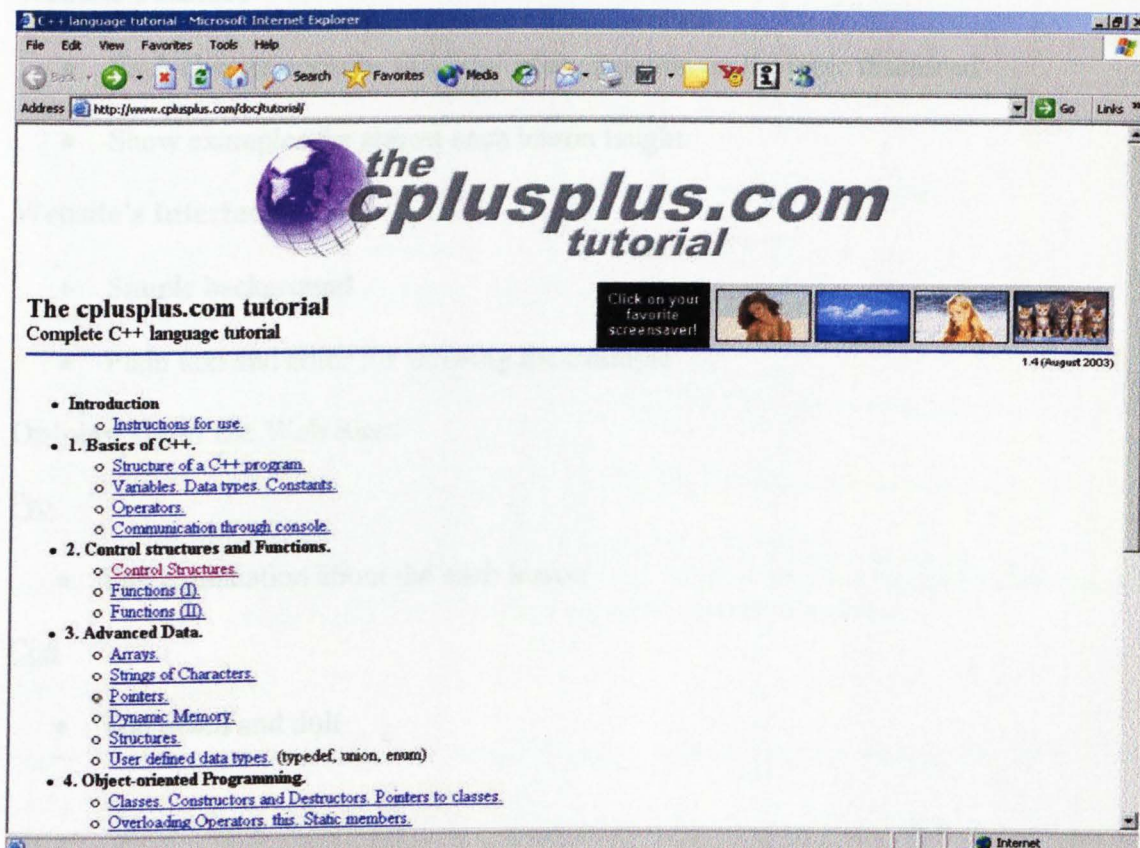 C++ language tutorial - Microsoft Internet Explorer
File Edit View Favorites Tools Help
Back Search Favorites Media
Address http://www.cplusplus.com/doc/tutorial/ Go Links »
the
cplusplus.com
tutorial
The cplusplus.com tutorial
Complete C++ language tutorial
Click on your
favorite
screensaver!
1.4 (August 2003)
• Introduction
o Instructions for use.
• 1. Basics of C++.
o Structure of a C++ program.
o Variables. Data types. Constants.
o Operators.
o Communication through console.
• 2. Control structures and Functions.
o Control Structures.
o Functions (I).
o Functions (II).
• 3. Advanced Data.
o Arrays.
o Strings of Characters.
o Pointers.
o Dynamic Memory.
o Structures.
o User defined data types. (typedef, union, enum)
• 4. Object-oriented Programming.
o Classes. Constructors and Destructors. Pointers to classes.
o Overloading Operators. this. Static members.
Internet